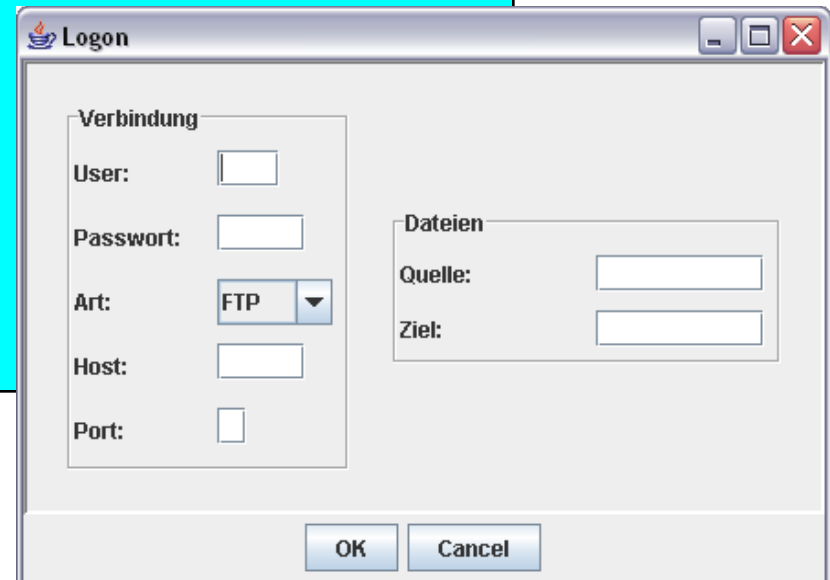 Logon
Verbindung
User:
Passwort:
Art: FTP
Host:
Port:
Dateien
Quelle:
Ziel:
OK Cancel